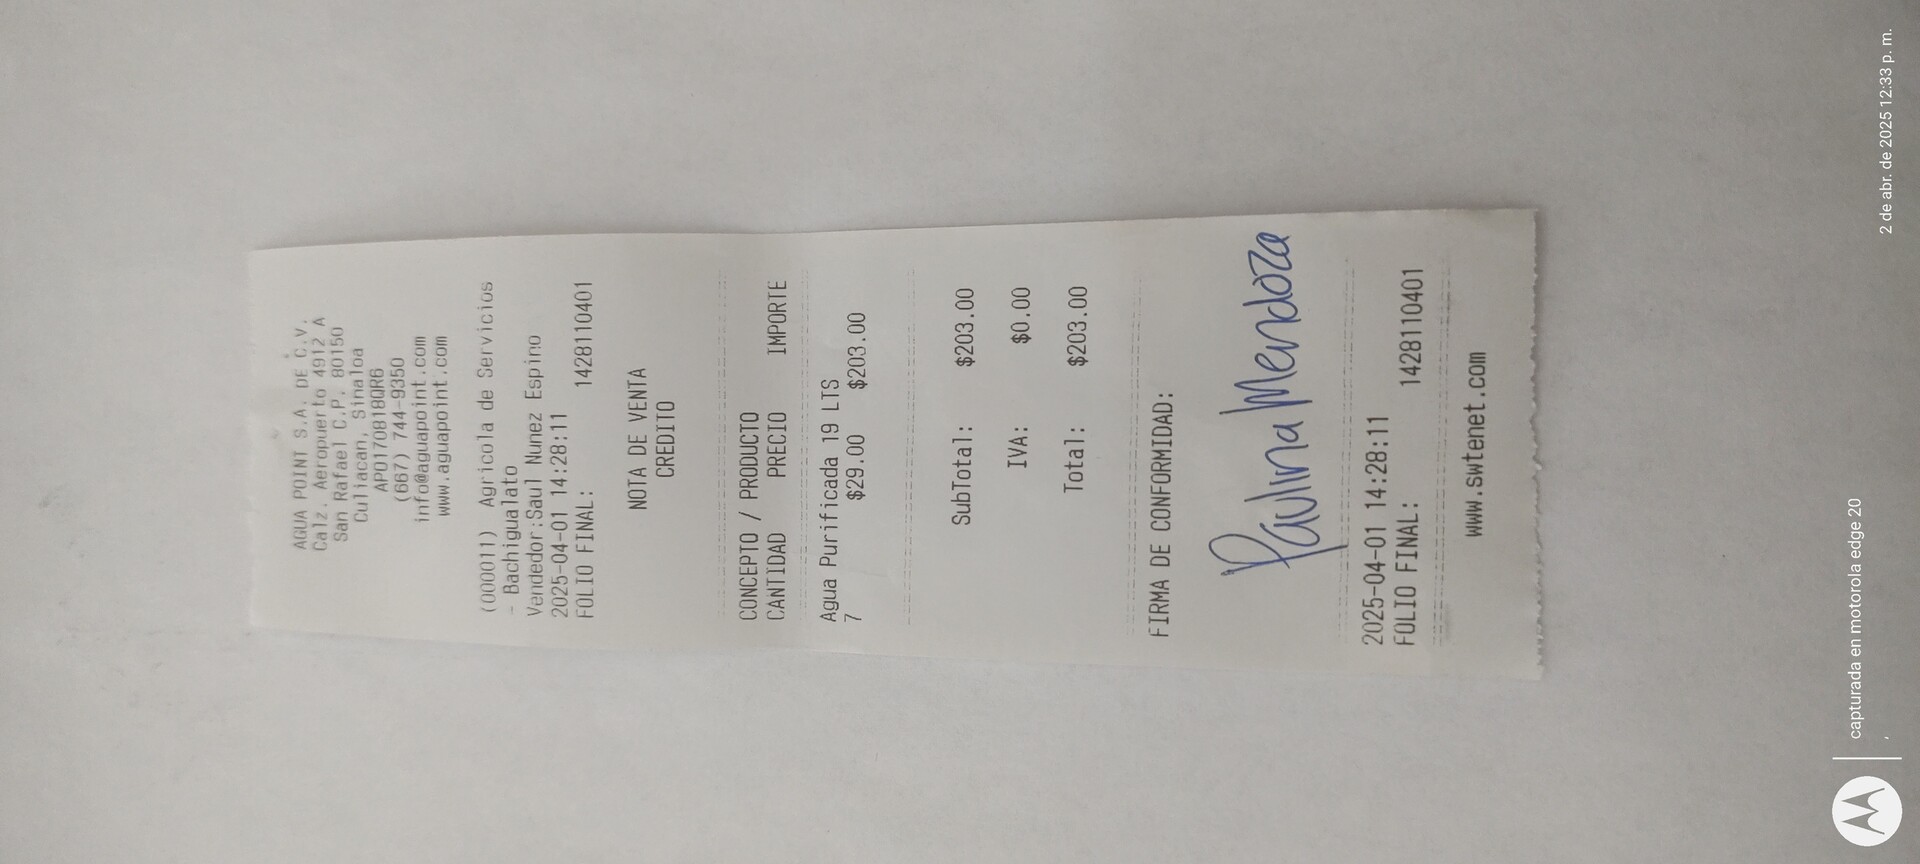 AGUA POINT S.A. DE C.V.
Calz. Aeropuerto 4912 A
San Rafael C.P. 80150
Culiacan, Sinaloa
APO170818QR6
(667) 744-9350
info@aguapoint.com
www.aguapoint.com
(000011) Agricola de Servicios
- Bachigualato
Vendedor:Saul Nunez Espino
2025-04-01 14:28:11
FOLIO FINAL: 1428110401
NOTA DE VENTA
CREDITO
CONCEPTO / PRODUCTO
CANTIDAD PRECIO IMPORTE
Agua Purificada 19 LTS
7 $29.00 $203.00
SubTotal: $203.00
IVA: $0.00
Total: $203.00
FIRMA DE CONFORMIDAD:
Paulina Mendoza
2025-04-01 14:28:11
FOLIO FINAL: 1428110401
www.swtenet.com
capturada en motorola edge 20
,
2 de abr. de 2025 12:33 p. m.